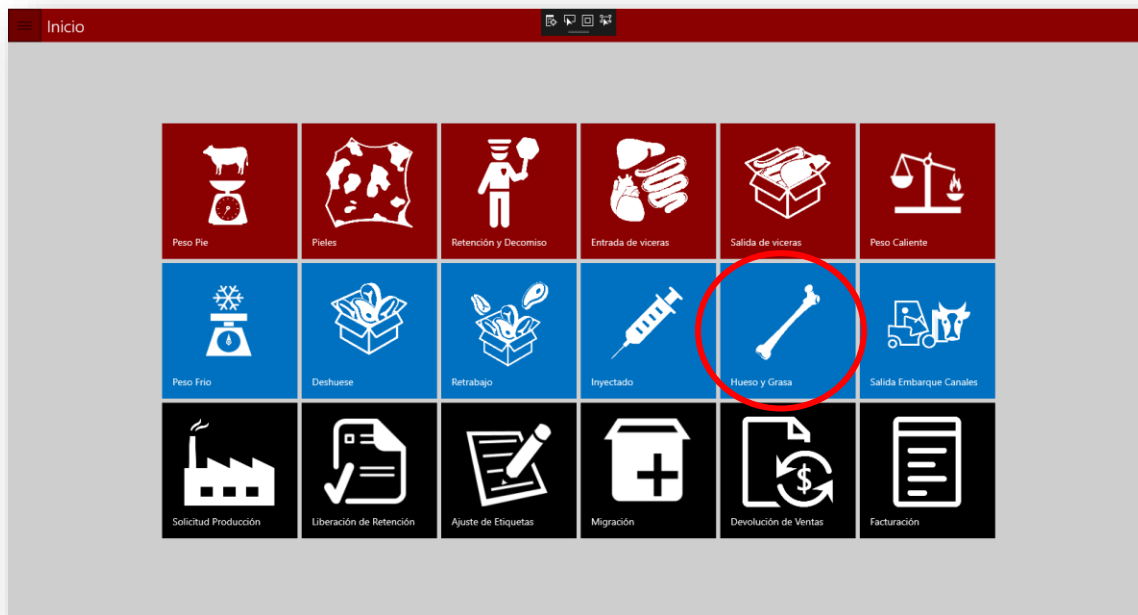 Inicio
Peso Pie
Pieles
Retención y Decomiso
Entrada de viceras
Salida de viceras
Peso Caliente
Peso Frio
Deshuese
Retrabajo
Inyectado
Hueso y Grasa
Salida Embarque Canales
$
Solicitud Producción
Liberación de Retención
Ajuste de Etiquetas
Migración
Devolución de Ventas
Facturación